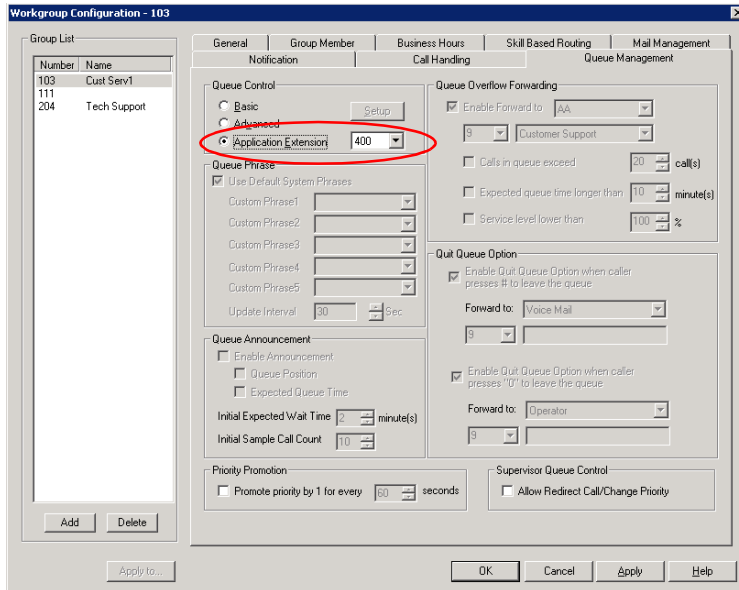 Workgroup Configuration - 103
Group List
Number Name
103 Cust Serv1
111
204 Tech Support
Add Delete
Apply to...
General Group Member Business Hours Skill Based Routing Mail Management
Notification Call Handling Queue Management
Queue Control
Basic
Setup
Advanced
Application Extension 400
Queue Phrase
Use Default System Phrases
Custom Phrase1
Custom Phrase2
Custom Phrase3
Custom Phrase4
Custom Phrase5
Update Interval 30 Sec
Queue Announcement
Enable Announcement
Queue Position
Expected Queue Time
Initial Expected Wait Time 2 minute(s)
Initial Sample Call Count 10
Queue Overflow Forwarding
Enable Forward to AA
9 Customer Support
Calls in queue exceed 20 call(s)
Expected queue time longer than 10 minute(s)
Service level lower than 100 %
Quit Queue Option
Enable Quit Queue Option when caller
presses # to leave the queue
Forward to: Voice Mail
9
Enable Quit Queue Option when caller
presses "0" to leave the queue
Forward to: Operator
9
Priority Promotion
Promote priority by 1 for every 60 seconds
Supervisor Queue Control
Allow Redirect Call/Change Priority
OK Cancel Apply Help